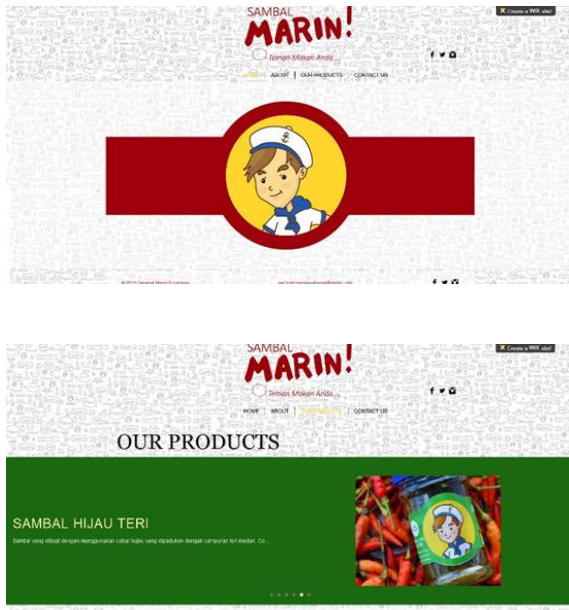 SAMBAL
MARIN!
Teman Makan Anda
Create a WiX site!
ABOUT | OUR PRODUCTS | CONTACT US
SAMBAL
MARIN!
Teman Makan Anda
Create a WiX site!
HOME | ABOUT | | CONTACT US
OUR PRODUCTS
SAMBAL HIJAU TERI
Sambal yang dibuat dengan menggunakan cabai hijau yang dipadukan dengan campuran teri medan. Co...